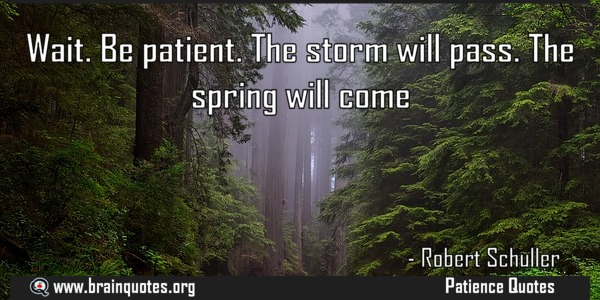 Wait. Be patient. The storm will pass. The
spring will come
- Robert Schuller
www.brainquotes.org
Patience Quotes